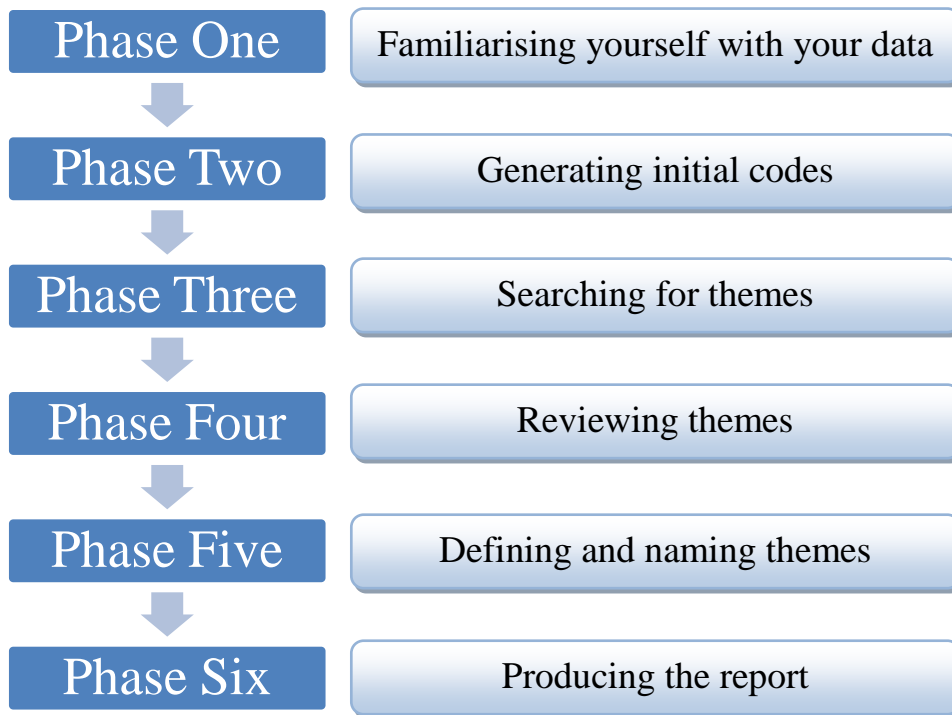 Phase One
Familiarising yourself with your data
Phase Two
Generating initial codes
Phase Three
Searching for themes
Phase Four
Reviewing themes
Phase Five
Defining and naming themes
Phase Six
Producing the report